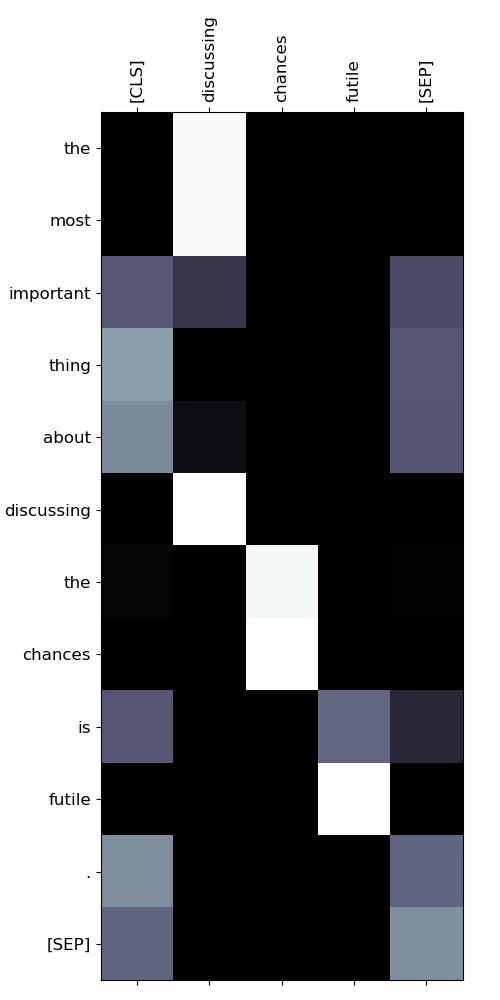 [CLS] discussing chances futile [SEP]
the
most
important
thing
about
discussing
the
chances
is
futile
.
[SEP]